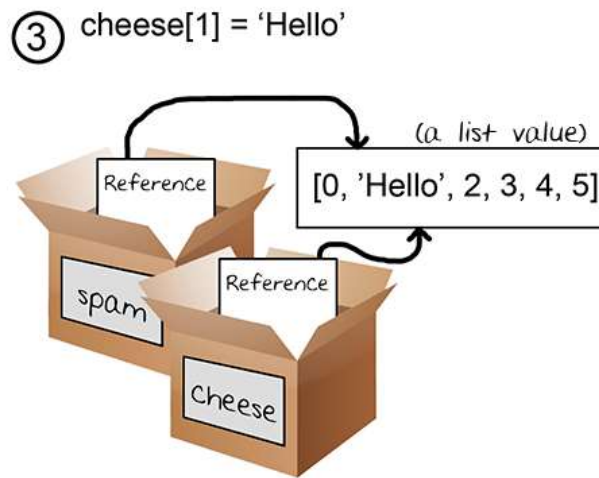 ③ cheese[1] = ‘Hello’
(a list value)
[0, ’Hello’, 2, 3, 4, 5]
Reference
Reference
spam
cheese